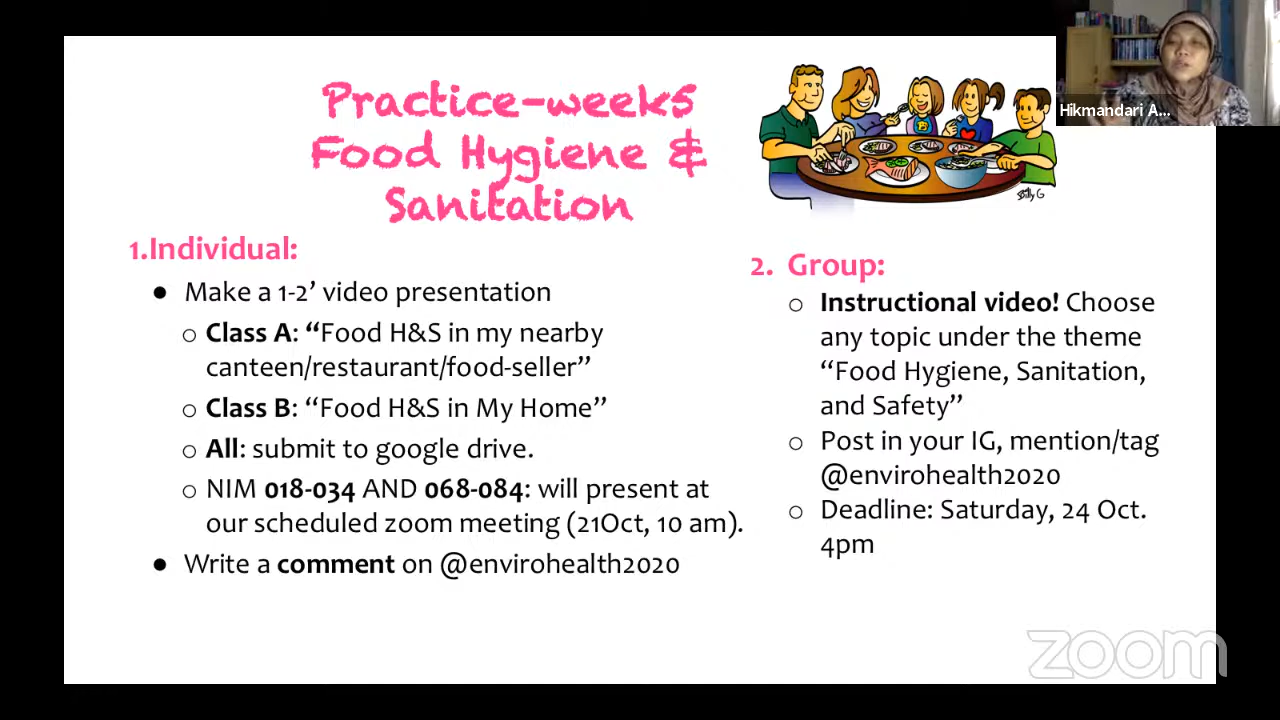 Practice-week5
Food Hygiene &
Sanitation
1.Individual:
● Make a 1-2’ video presentation
○ Class A: “Food H&S in my nearby
canteen/restaurant/food-seller”
○ Class B: “Food H&S in My Home”
○ All: submit to google drive.
○ NIM 018-034 AND 068-084: will present at
our scheduled zoom meeting (21Oct, 10 am).
● Write a comment on @envirohealth2020
2. Group:
○ Instructional video! Choose
any topic under the theme
“Food Hygiene, Sanitation,
and Safety”
○ Post in your IG, mention/tag
@envirohealth2020
○ Deadline: Saturday, 24 Oct.
4pm
Hikmandari A...
Billy G
zoom